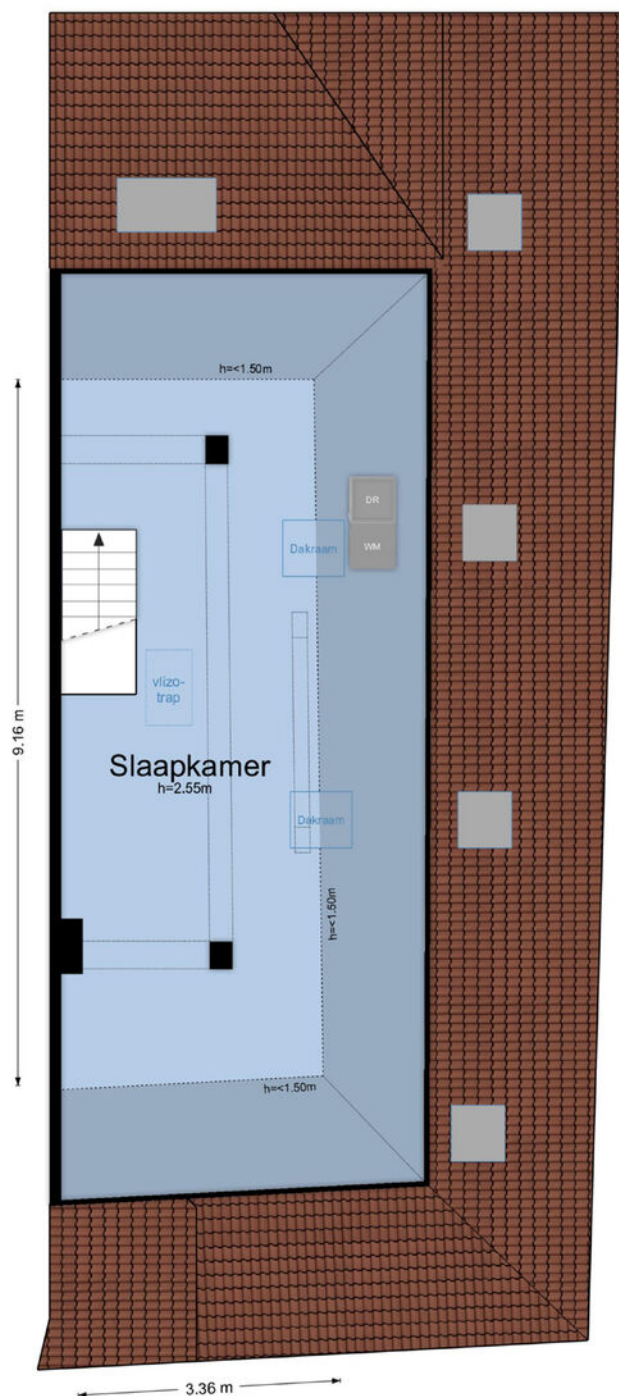 h=<1.50m
DR
WM
Dakraam
vlizo-
trap
9.16 m
Slaapkamer
h=2.55m
Dakraam
h=<1.50m
h=<1.50m
3.36 m